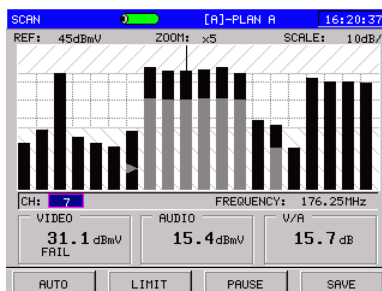 SCAN [A]-PLAN A 16:20:37
REF: 45dBmV ZOOM: x5 SCALE: 10dB/
CH: 7 FREQUENCY: 176.25MHz
VIDEO AUDIO V/A
31.1 dBmV 15.4dBmV 15.7 dB
FAIL
AUTO LIMIT PAUSE SAVE